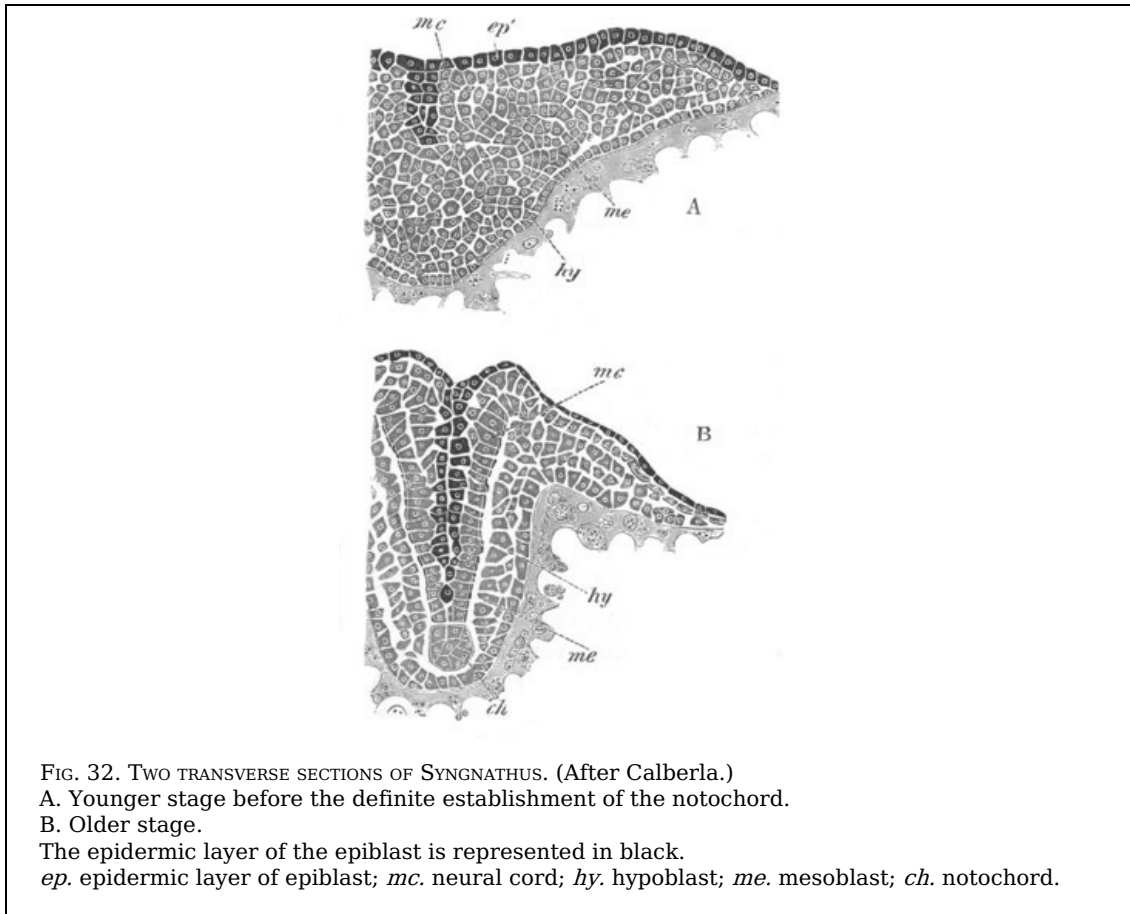 mc ep'
me A
hy
mc
B
hy
me
ch
FIG. 32. TWO TRANSVERSE SECTIONS OF SYNGNATHUS. (After Calberla.)
A. Younger stage before the definite establishment of the notochord.
B. Older stage.
The epidermic layer of the epiblast is represented in black.
ep. epidermic layer of epiblast; mc. neural cord; hy. hypoblast; me. mesoblast; ch. notochord.